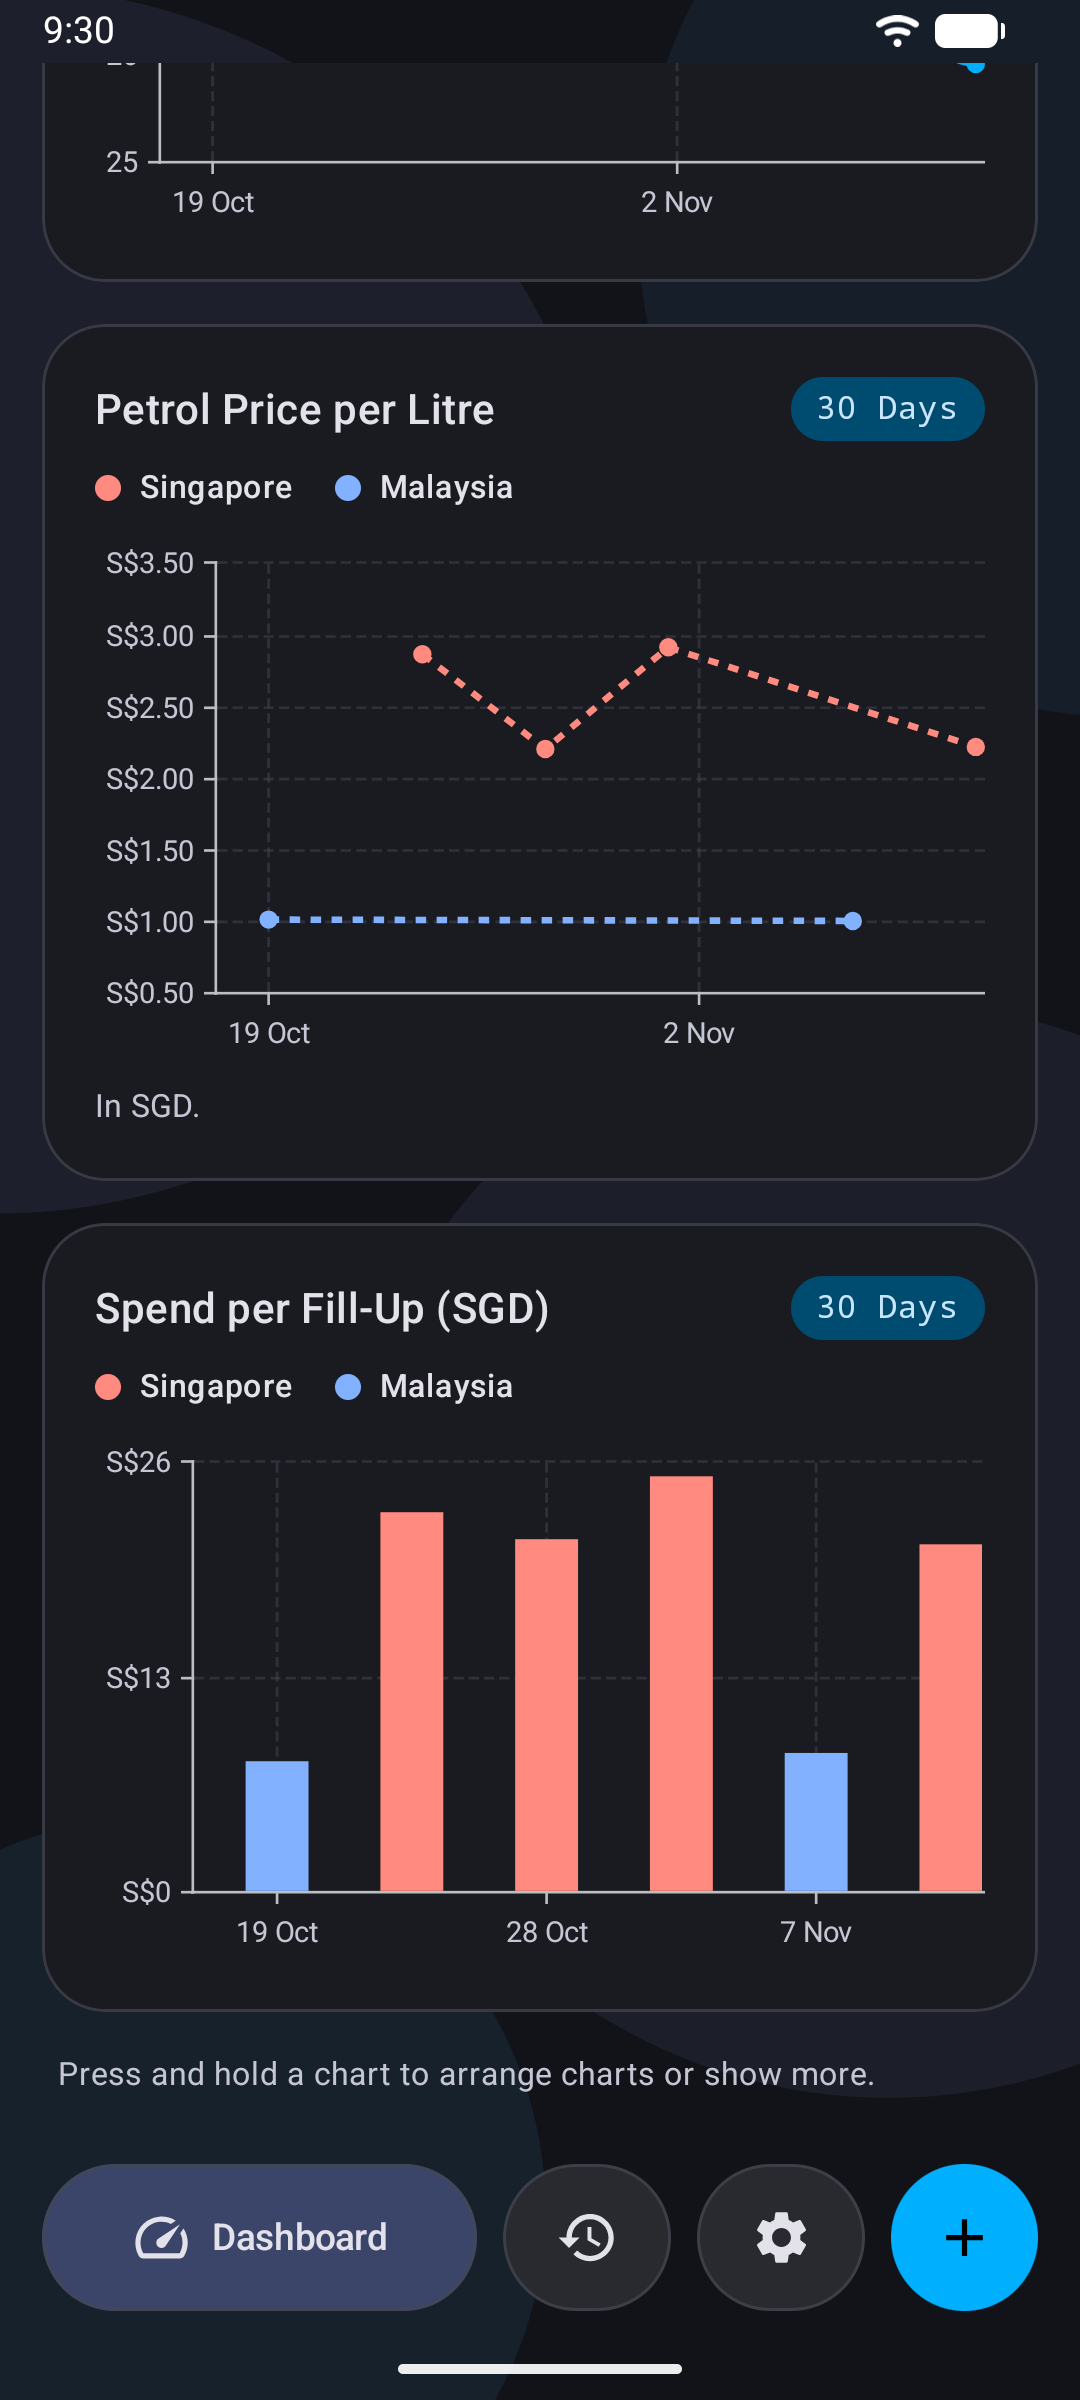 9:30
25
19 Oct 2 Nov
Petrol Price per Litre 30 Days
Singapore Malaysia
S$3.50
S$3.00
S$2.50
S$2.00
S$1.50
S$1.00
S$0.50
19 Oct 2 Nov
In SGD.
Spend per Fill-Up (SGD) 30 Days
Singapore Malaysia
S$26
S$13
S$0
19 Oct 28 Oct 7 Nov
Press and hold a chart to arrange charts or show more.
Dashboard